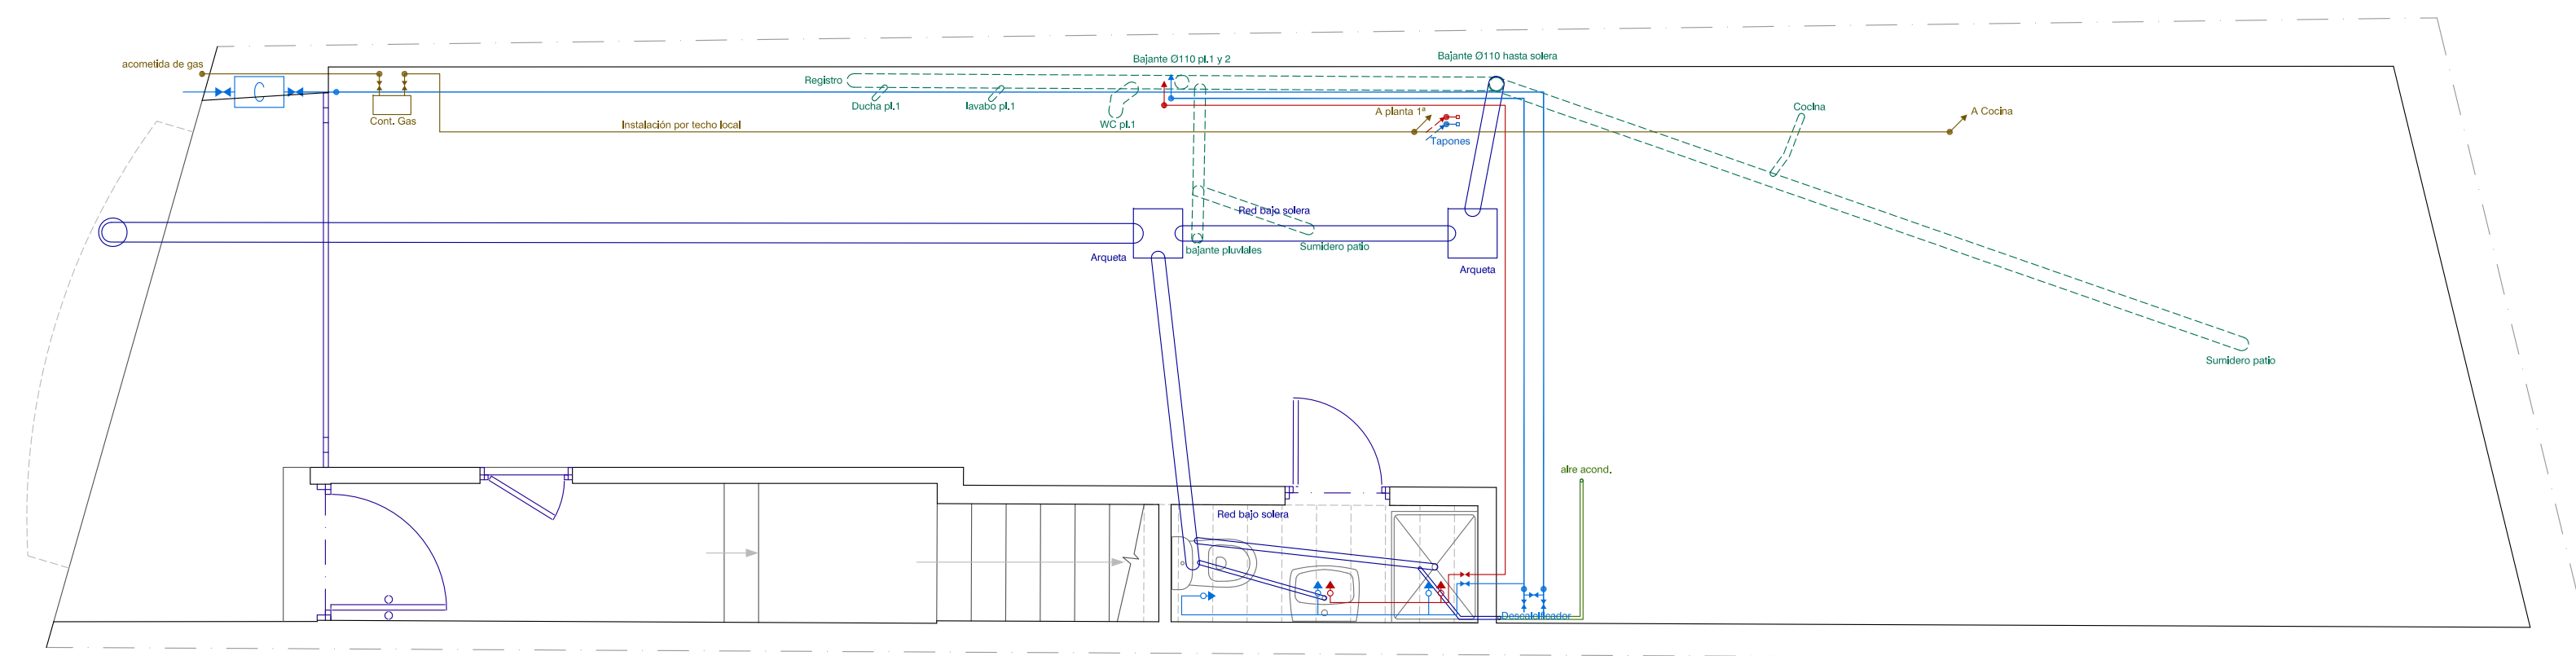 Bajante Ø110 hasta solera
Bajante Ø110 pl.1 y 2
acometida de gas
Registro
Ducha pl.1
lavabo pl.1
Cocina
A planta 1ª
A Cocina
Cont. Gas
Instalación por techo local
WC pl.1
Tapones
Red bajo solera
Sumidero patio
bajante pluviales
Arqueta
Arqueta
Sumidero patio
aire acond.
Red bajo solera
Descalcificador